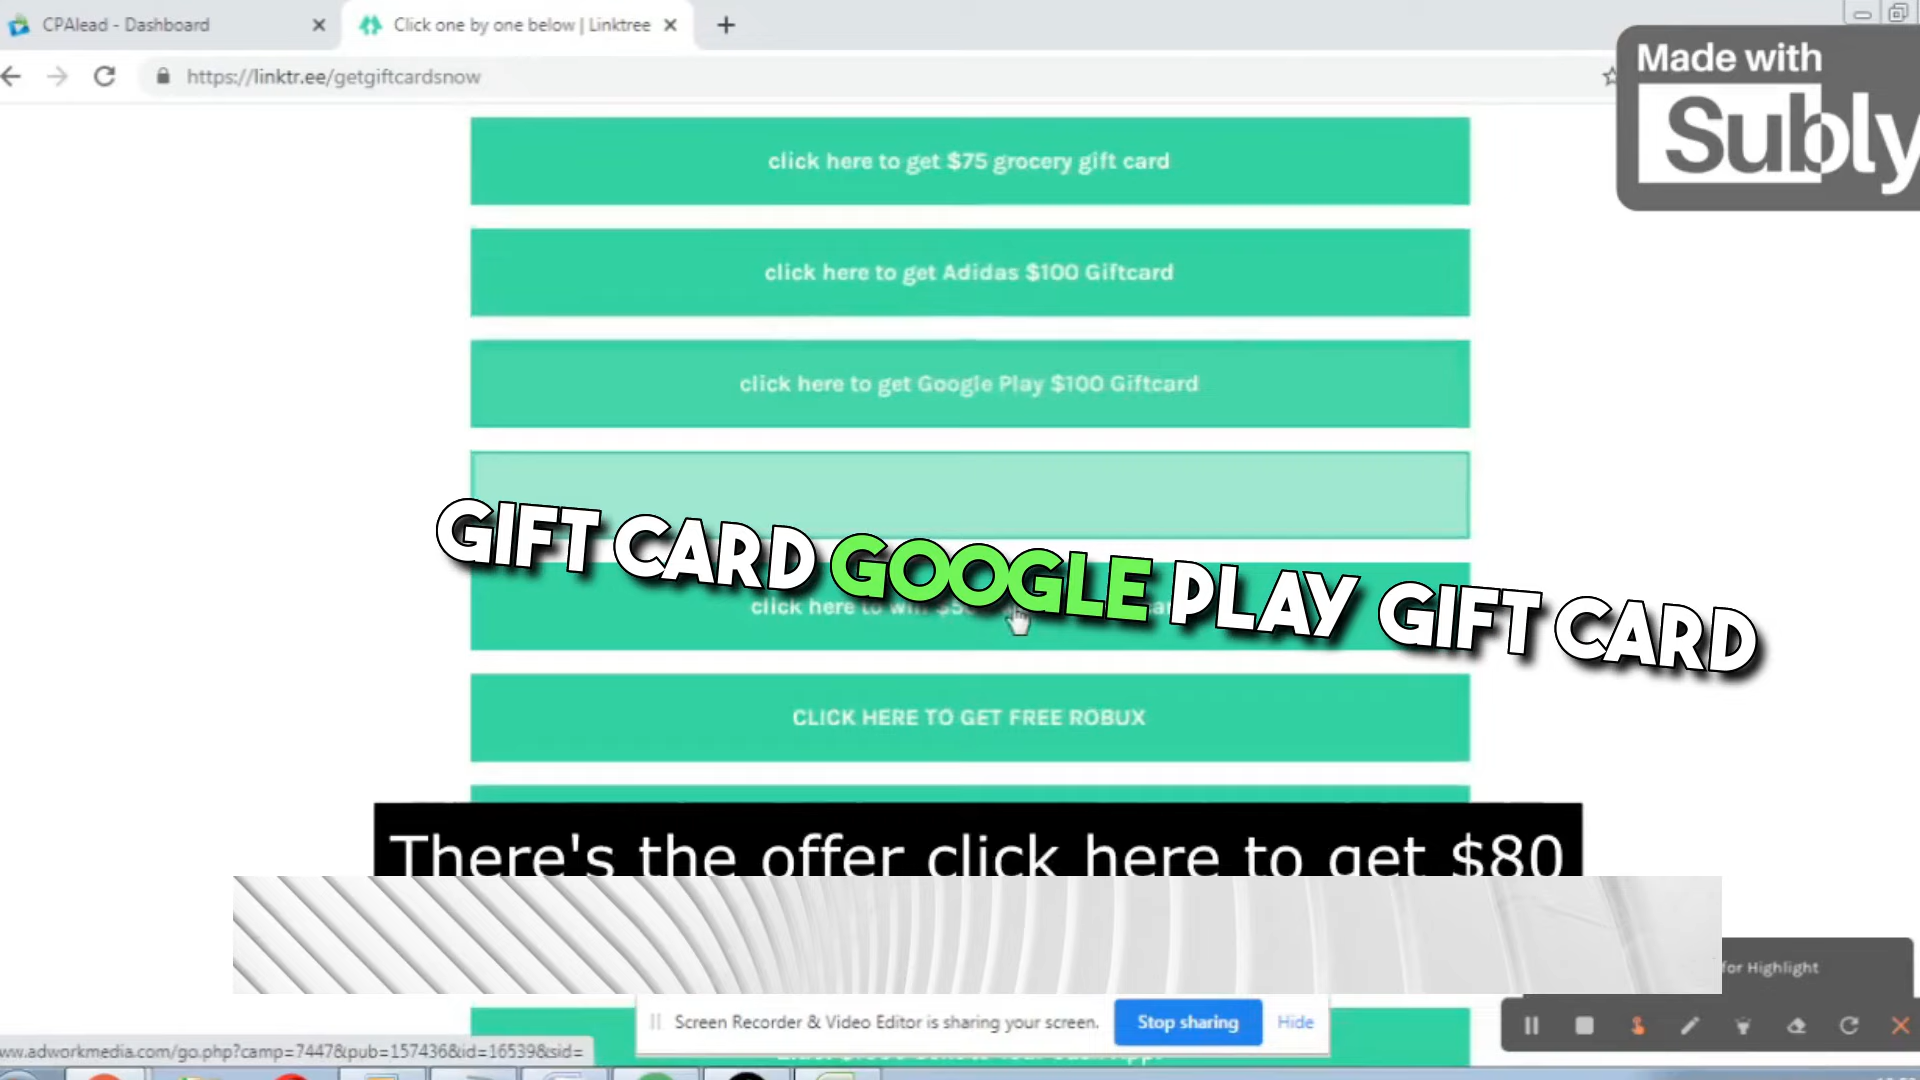 CPAlead - Dashboard
Click one by one below | Linktree
https://linktr.ee/getgiftcardsnow
Made with
Subly
click here to get $75 grocery gift card
click here to get Adidas $100 Giftcard
click here to get Google Play $100 Giftcard
GIFT CARD GOOGLE PLAY GIFT CARD
click here to win
CLICK HERE TO GET FREE ROBUX
There's the offer click here to get $80
for Highlight
Screen Recorder & Video Editor is sharing your screen.
Stop sharing
Hide
ww.adworkmedia.com/go.php?camp=7447&pub=157436&id=16539&sid=